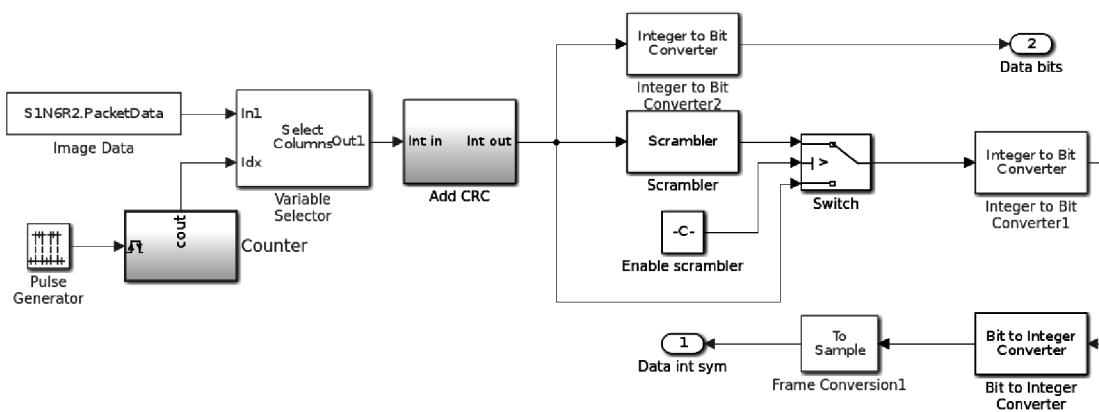 Integer to Bit
Converter
2
Data bits
Integer to Bit
Converter2
S1N6R2.PacketData
Image Data
In1
Select
Columns
Out1
Idx
Variable
Selector
Int in
Int out
Add CRC
Scrambler
Scrambler
>
Switch
Integer to Bit
Converter
Integer to Bit
Converter1
cout
Counter
Pulse
Generator
-C-
Enable scrambler
1
Data int sym
To
Sample
Frame Conversion1
Bit to Integer
Converter
Bit to Integer
Converter